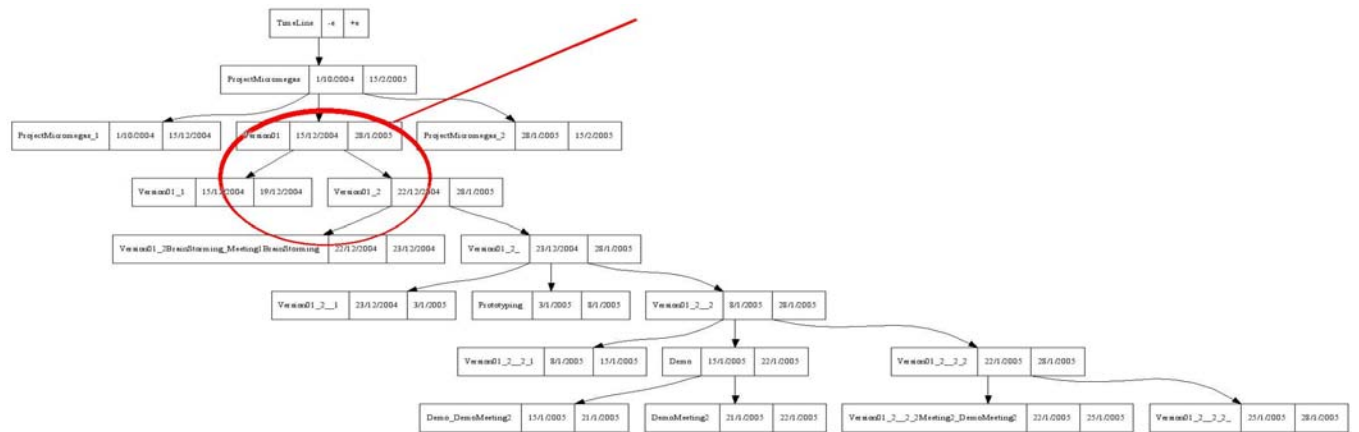 TimeLine -∞ +∞
ProjectMicromegas 1/10/2004 15/2/2005
ProjectMicromegas_1 1/10/2004 15/12/2004 Version01 15/12/2004 28/1/2005 ProjectMicromegas_2 28/1/2005 15/2/2005
Version01_1 15/12/2004 19/12/2004 Version01_2 22/12/2004 28/1/2005
Version01_2BrainStorming_Meeting1BrainStorming 22/12/2004 23/12/2004 Version01_2_ 23/12/2004 28/1/2005
Version01_2__1 23/12/2004 3/1/2005 Prototyping 3/1/2005 8/1/2005 Version01_2__2 8/1/2005 28/1/2005
Version01_2__2_1 8/1/2005 15/1/2005 Demo 15/1/2005 22/1/2005 Version01_2__2_2 22/1/2005 28/1/2005
Demo_DemoMeeting2 15/1/2005 21/1/2005 DemoMeeting2 21/1/2005 22/1/2005 Version01_2__2_2Meeting2_DemoMeeting2 22/1/2005 25/1/2005 Version01_2__2_2_ 25/1/2005 28/1/2005